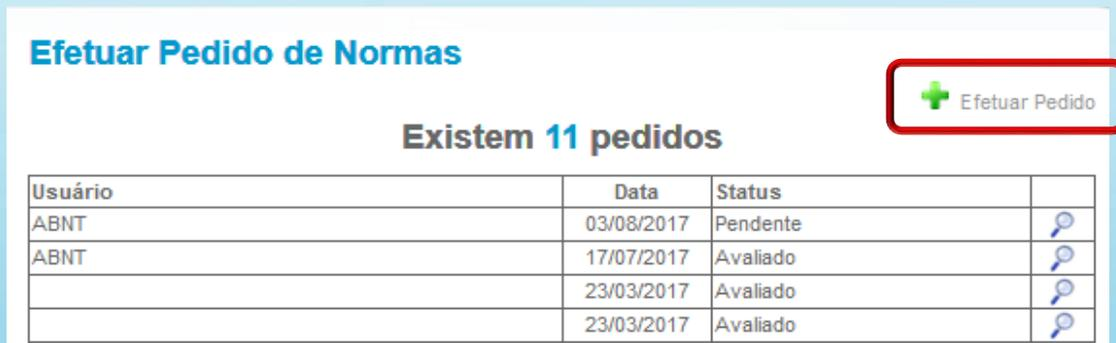 Efetuar Pedido de Normas
Efetuar Pedido
Existem 11 pedidos
Usuário Data Status
ABNT 03/08/2017 Pendente
ABNT 17/07/2017 Avaliado
23/03/2017 Avaliado
23/03/2017 Avaliado